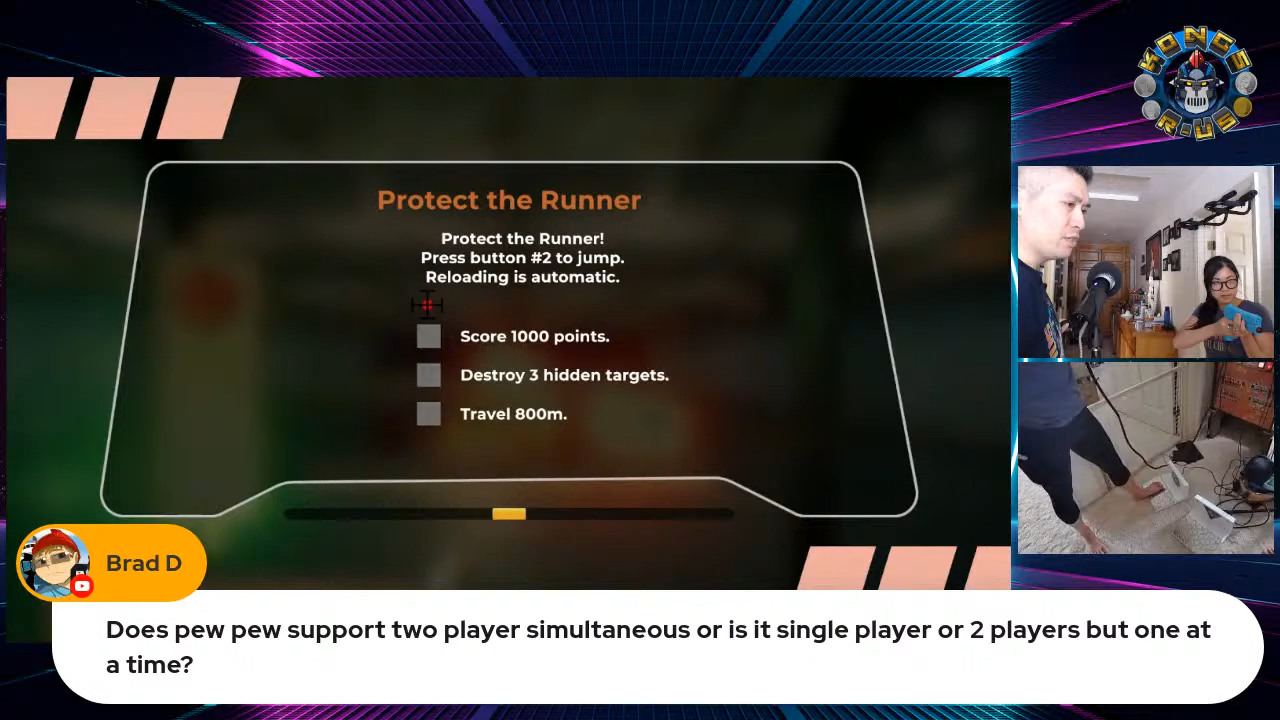 KONGS
R-US
Protect the Runner
Protect the Runner!
Press button #2 to jump.
Reloading is automatic.
Score 1000 points.
Destroy 3 hidden targets.
Travel 800m.
Brad D
Does pew pew support two player simultaneous or is it single player or 2 players but one at
a time?